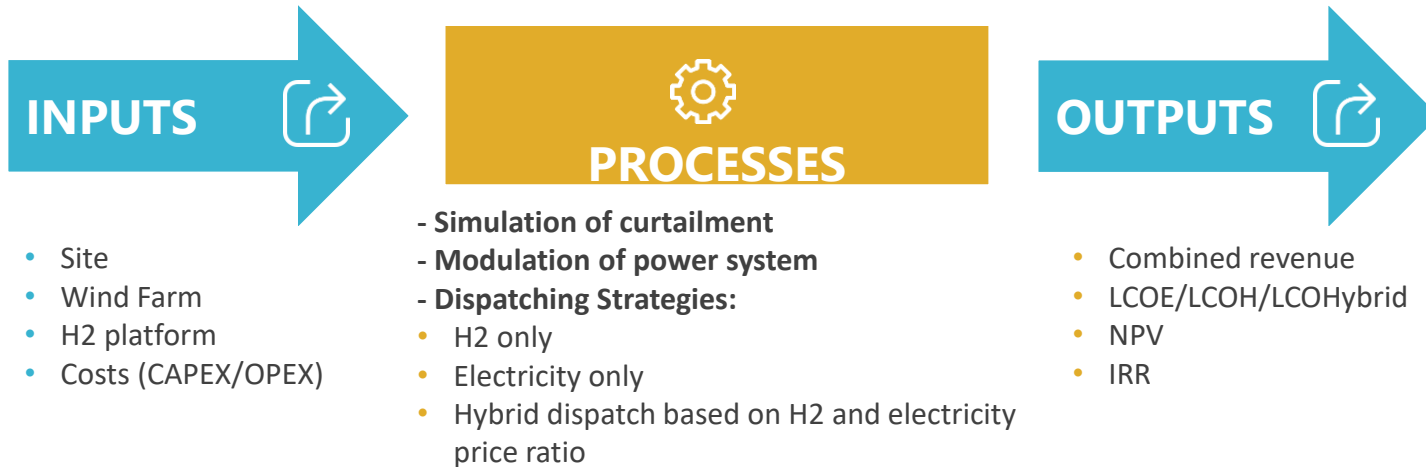 INPUTS
• Site
• Wind Farm
• H2 platform
• Costs (CAPEX/OPEX)
PROCESSES
- Simulation of curtailment
- Modulation of power system
- Dispatching Strategies:
• H2 only
• Electricity only
• Hybrid dispatch based on H2 and electricity
price ratio
OUTPUTS
• Combined revenue
• LCOE/LCOH/LCOHybrid
• NPV
• IRR